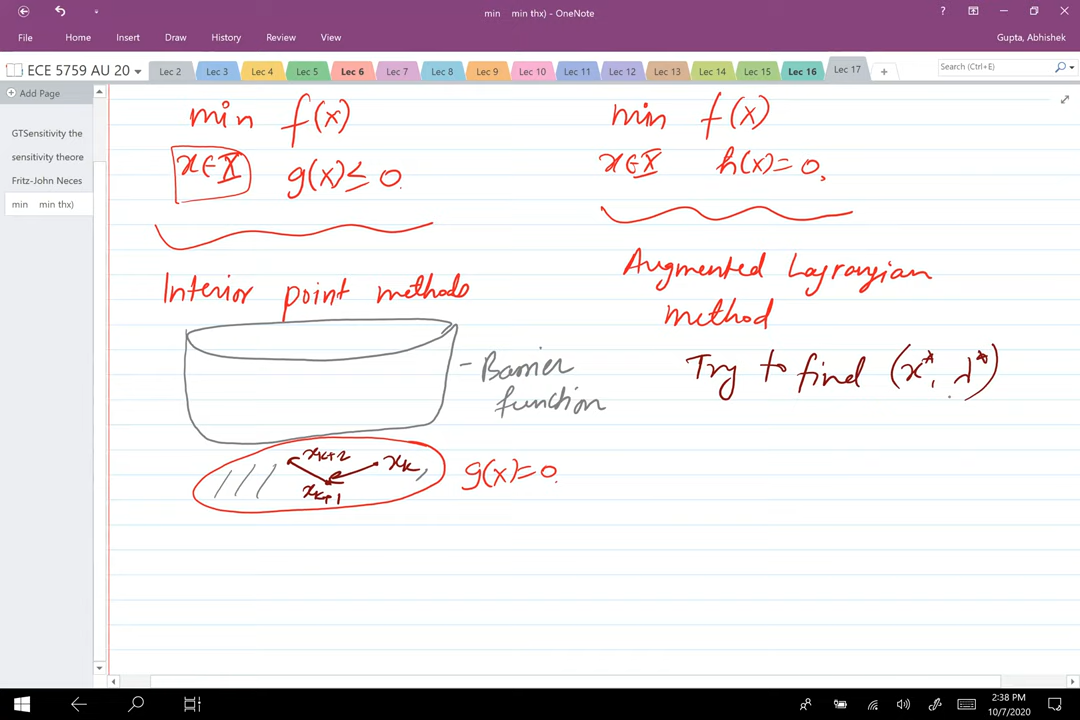 min min thx) - OneNote
?
Gupta, Abhishek
File Home Insert Draw History Review View
ECE 5759 AU 20
Lec 2 Lec 3 Lec 4 Lec 5 Lec 6 Lec 7 Lec 8 Lec 9 Lec 10 Lec 11 Lec 12 Lec 13 Lec 14 Lec 15 Lec 16 Lec 17 +
Search (Ctrl+E)
Add Page
GTSensitivity the
sensitivity theore
Fritz-John Neces
min min thx)
min f(x)
x∈X g(x) ≤ 0.
Interior point methods
- Barrier
function
x_{k+2} x_k
x_{k+1}
g(x)=0.
min f(x)
x∈X h(x)=0,
Augmented Lagrangian
method
Try to find (x*, λ*)
2:38 PM
10/7/2020